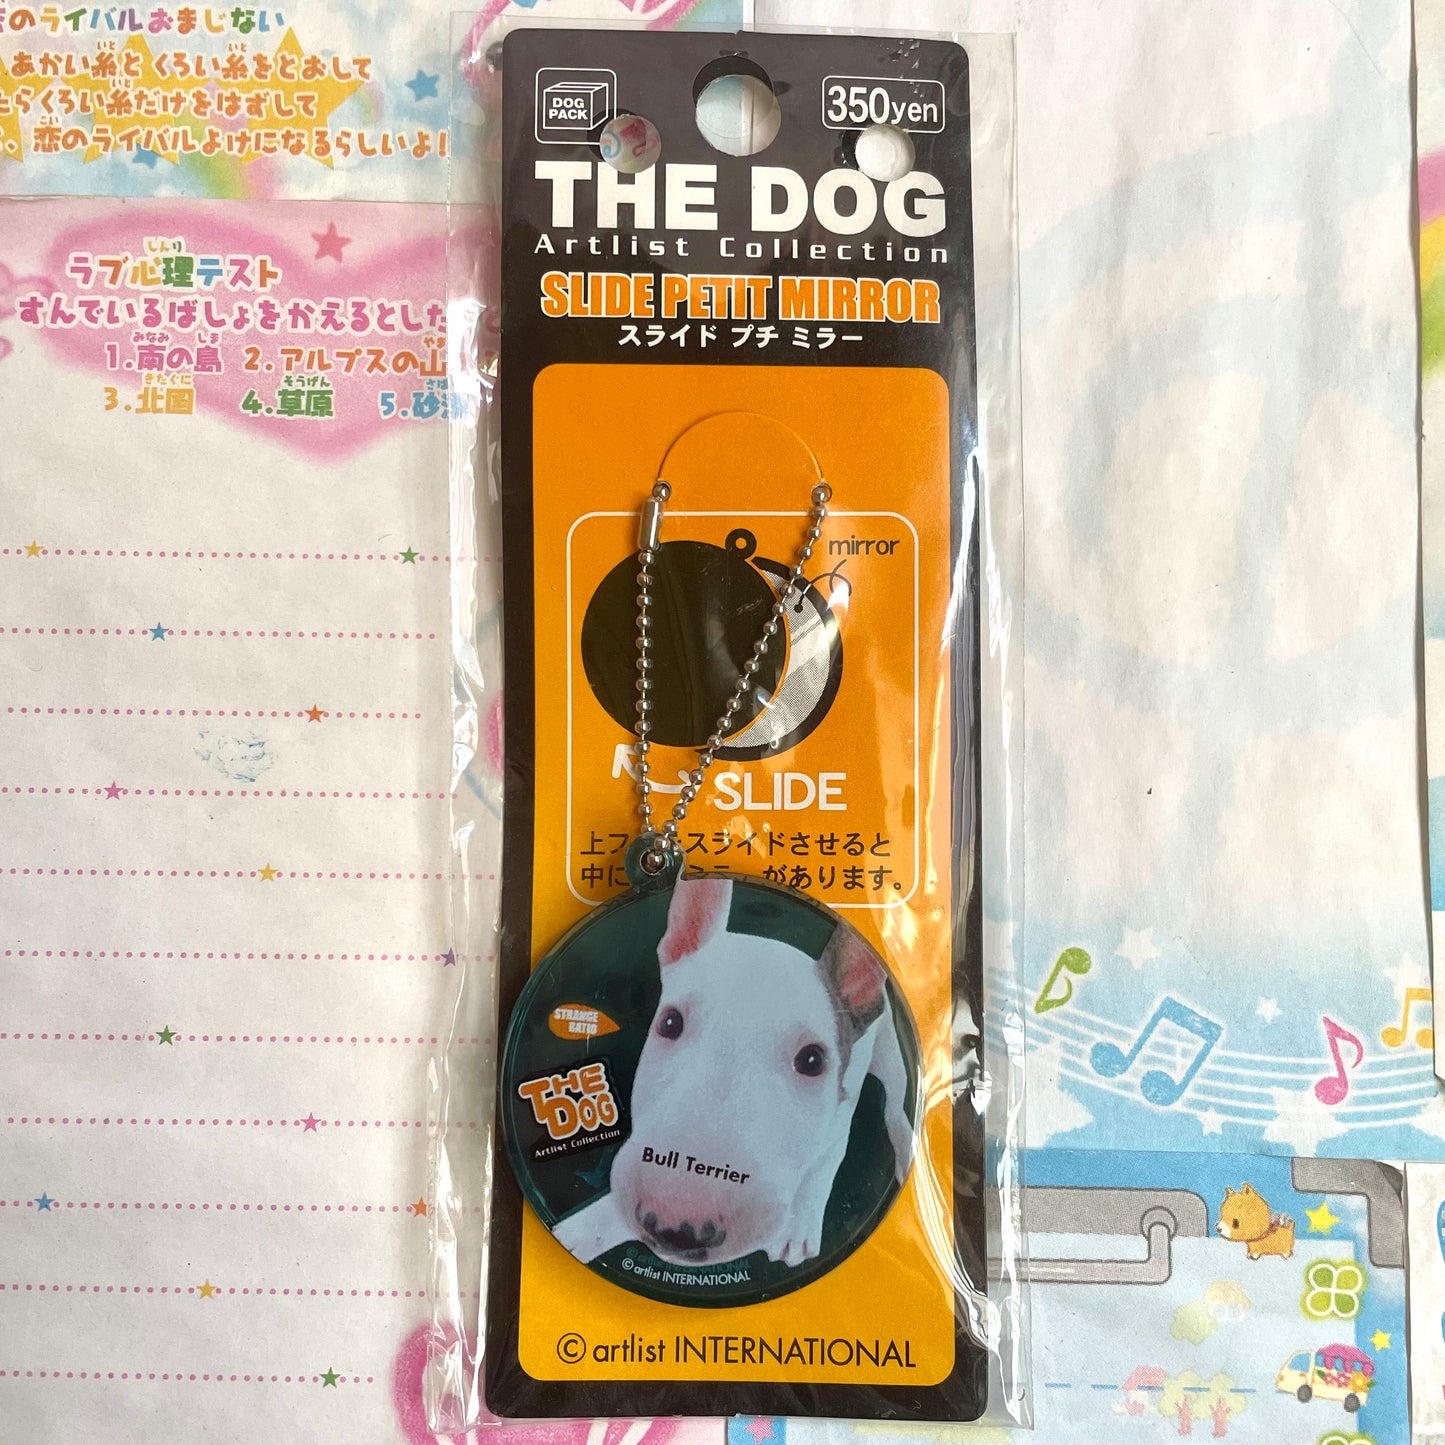 のライバルおまじない
あかい糸とくろい糸をとおして
たらくろい糸だけをはずして
、恋のライバルよけになるらしいよ!
ラブ心理テスト
すんでいるばしょをかえるとした
1.南の島 2.アルプスの山
3.北国 4.草原 5.砂
DOG
PACK
350yen
THE DOG
Artlist Collection
SLIDE PETIT MIRROR
スライド プチ ミラー
mirror
SLIDE
上フ スライドさせると
中に があります。
STRANGE
RATIO
THE
DOG
Artlist Collection
Bull Terrier
© artlist INTERNATIONAL
© artlist INTERNATIONAL